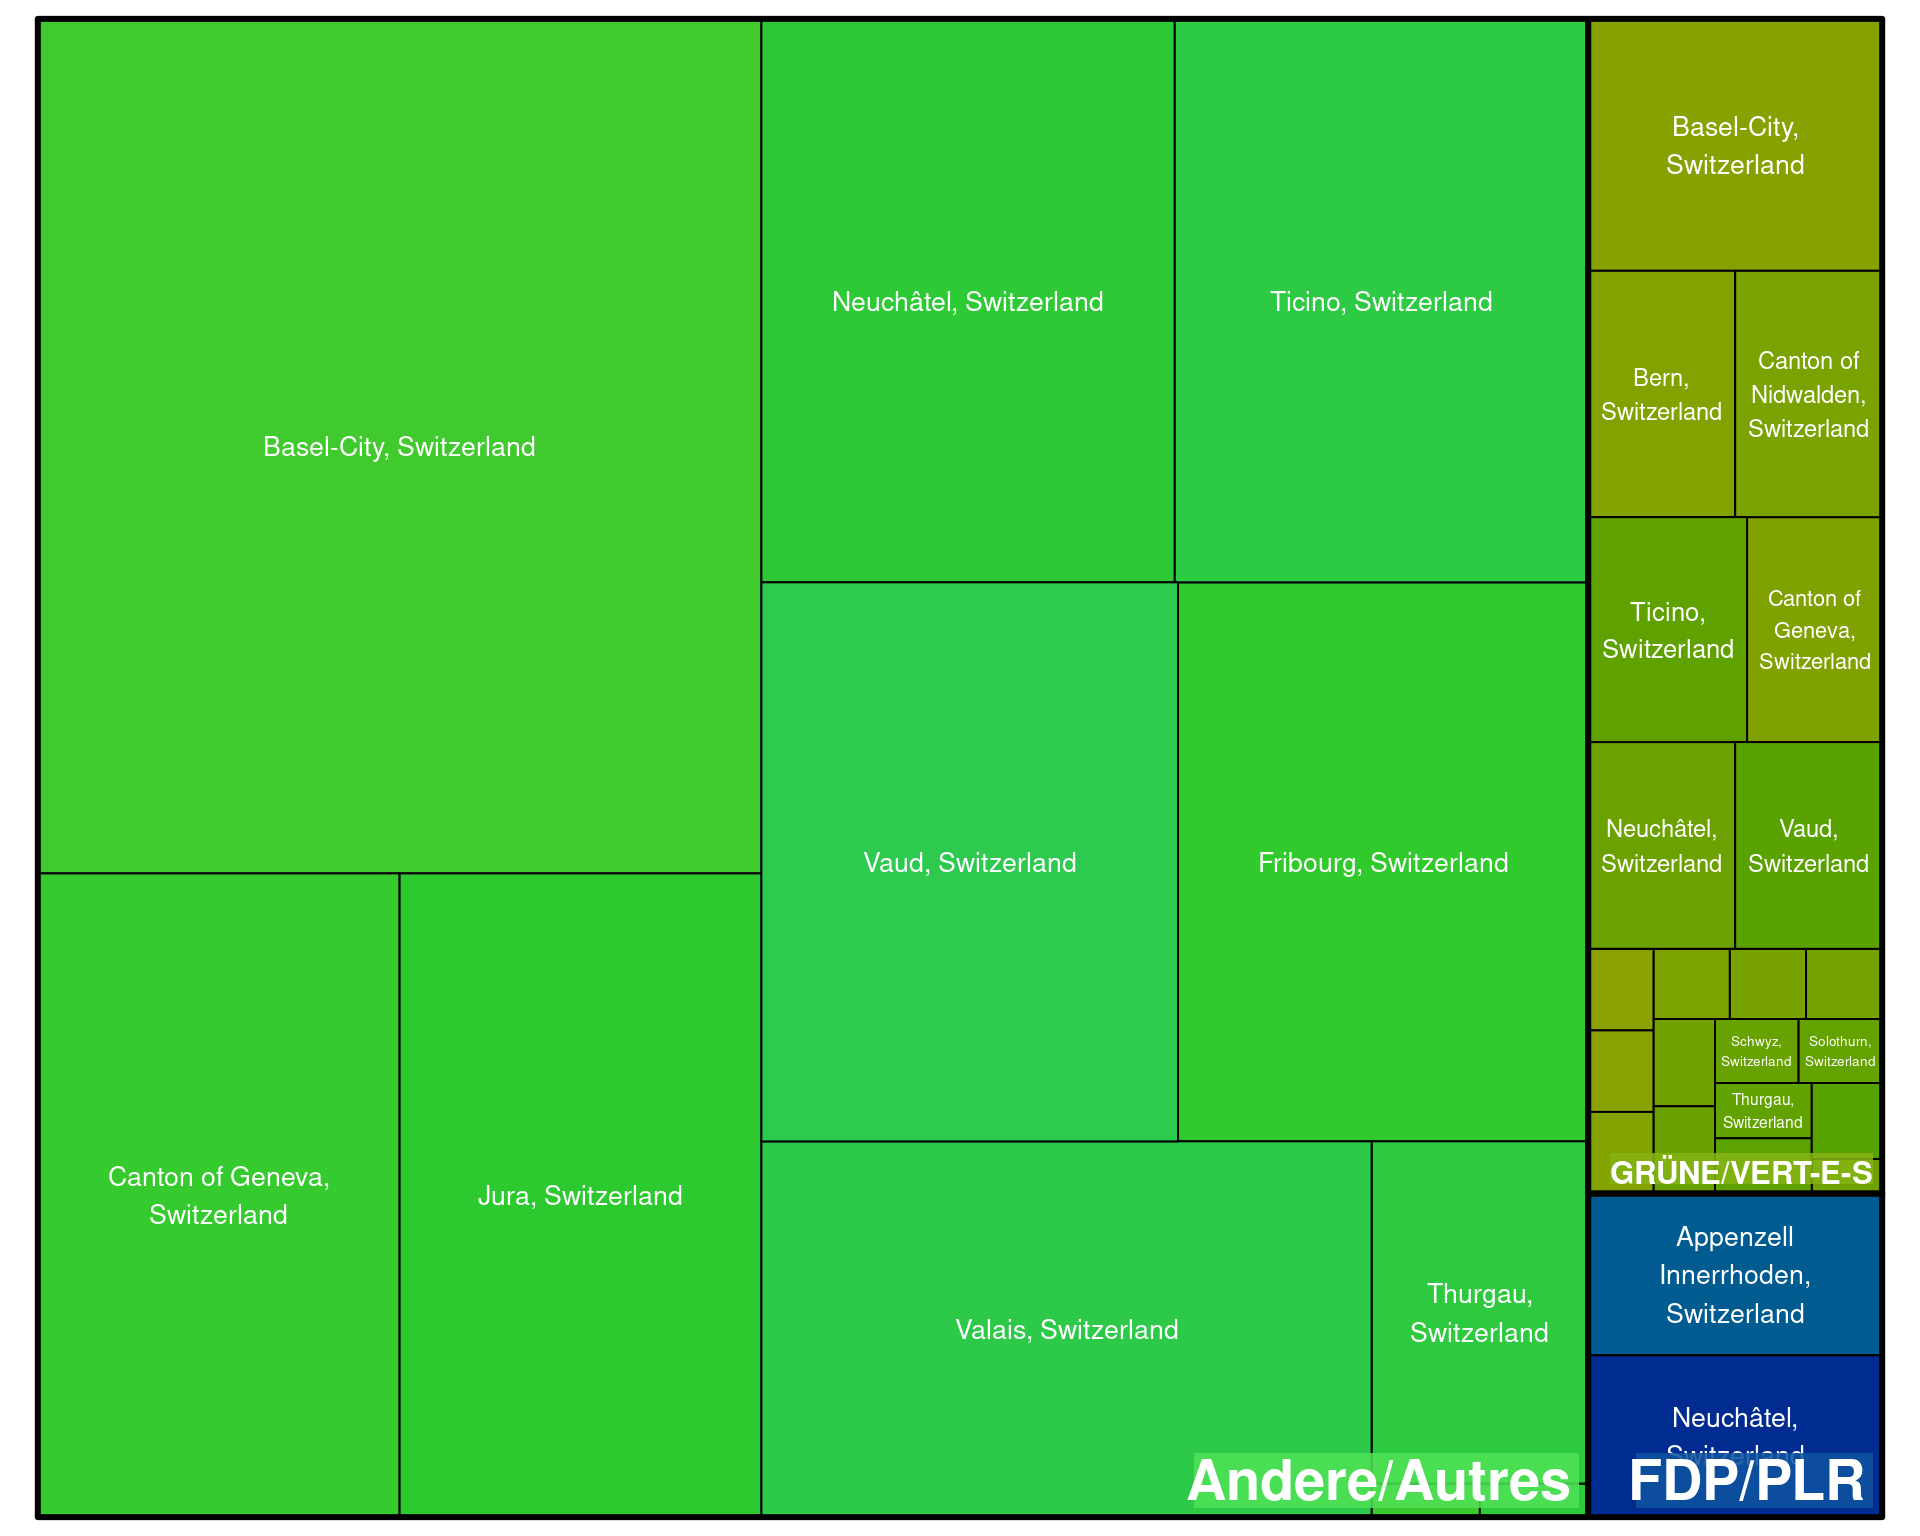 Basel-City, Switzerland
Canton of Geneva,
Switzerland
Jura, Switzerland
Neuchâtel, Switzerland
Ticino, Switzerland
Vaud, Switzerland
Fribourg, Switzerland
Valais, Switzerland
Thurgau,
Switzerland
Andere/Autres
Basel-City,
Switzerland
Bern,
Switzerland
Canton of
Nidwalden,
Switzerland
Ticino,
Switzerland
Canton of
Geneva,
Switzerland
Neuchâtel,
Switzerland
Vaud,
Switzerland
Schwyz,
Switzerland
Solothurn,
Switzerland
Thurgau,
Switzerland
GRÜNE/VERT-E-S
Appenzell
Innerrhoden,
Switzerland
Neuchâtel,
Switzerland
FDP/PLR